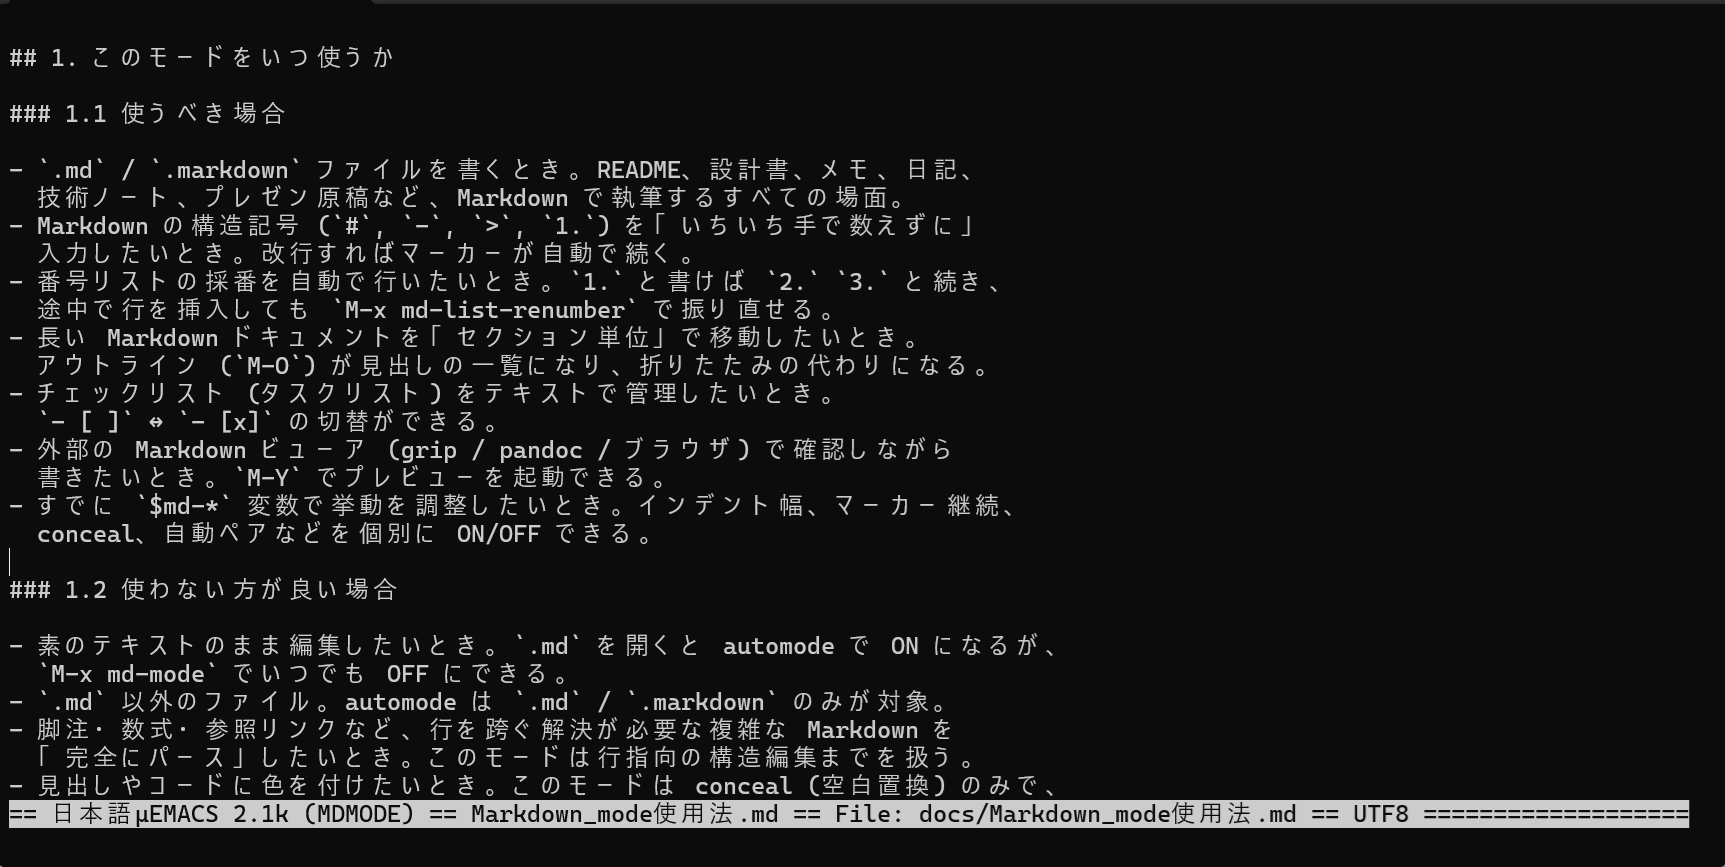 ## 1. このモードをいつ使うか
### 1.1 使うべき場合
- `.md` / `.markdown` ファイルを書くとき。README、設計書、メモ、日記、
技術ノート、プレゼン原稿など、Markdown で執筆するすべての場面。
- Markdown の構造記号 (`#`, `-`, `>`, `1.`) を「いちいち手で数えずに」
入力したいとき。改行すればマーカーが自動で続く。
- 番号リストの採番を自動で行いたいとき。`1.` と書けば `2.` `3.` と続き、
途中で行を挿入しても `M-x md-list-renumber` で振り直せる。
- 長い Markdown ドキュメントを「セクション単位」で移動したいとき。
アウトライン (`M-O`) が見出しの一覧になり、折りたたみの代わりになる。
- チェックリスト (タスクリスト) をテキストで管理したいとき。
`- [ ]` ↔ `- [x]` の切替ができる。
- 外部の Markdown ビューア (grip / pandoc / ブラウザ) で確認しながら
書きたいとき。`M-Y` でプレビューを起動できる。
- すでに `$md-*` 変数で挙動を調整したいとき。インデント幅、マーカー継続、
conceal、自動ペアなどを個別に ON/OFF できる。
### 1.2 使わない方が良い場合
- 素のテキストのまま編集したいとき。`.md` を開くと automode で ON になるが、
`M-x md-mode` でいつでも OFF にできる。
- `.md` 以外のファイル。automode は `.md` / `.markdown` のみが対象。
- 脚注・数式・参照リンクなど、行を跨ぐ解決が必要な複雑な Markdown を
「完全にパース」したいとき。このモードは行指向の構造編集までを扱う。
- 見出しやコードに色を付けたいとき。このモードは conceal (空白置換) のみで、
== 日本語μEMACS 2.1k (MDMODE) == Markdown_mode使用法.md == File: docs/Markdown_mode使用法.md == UTF8 ===================